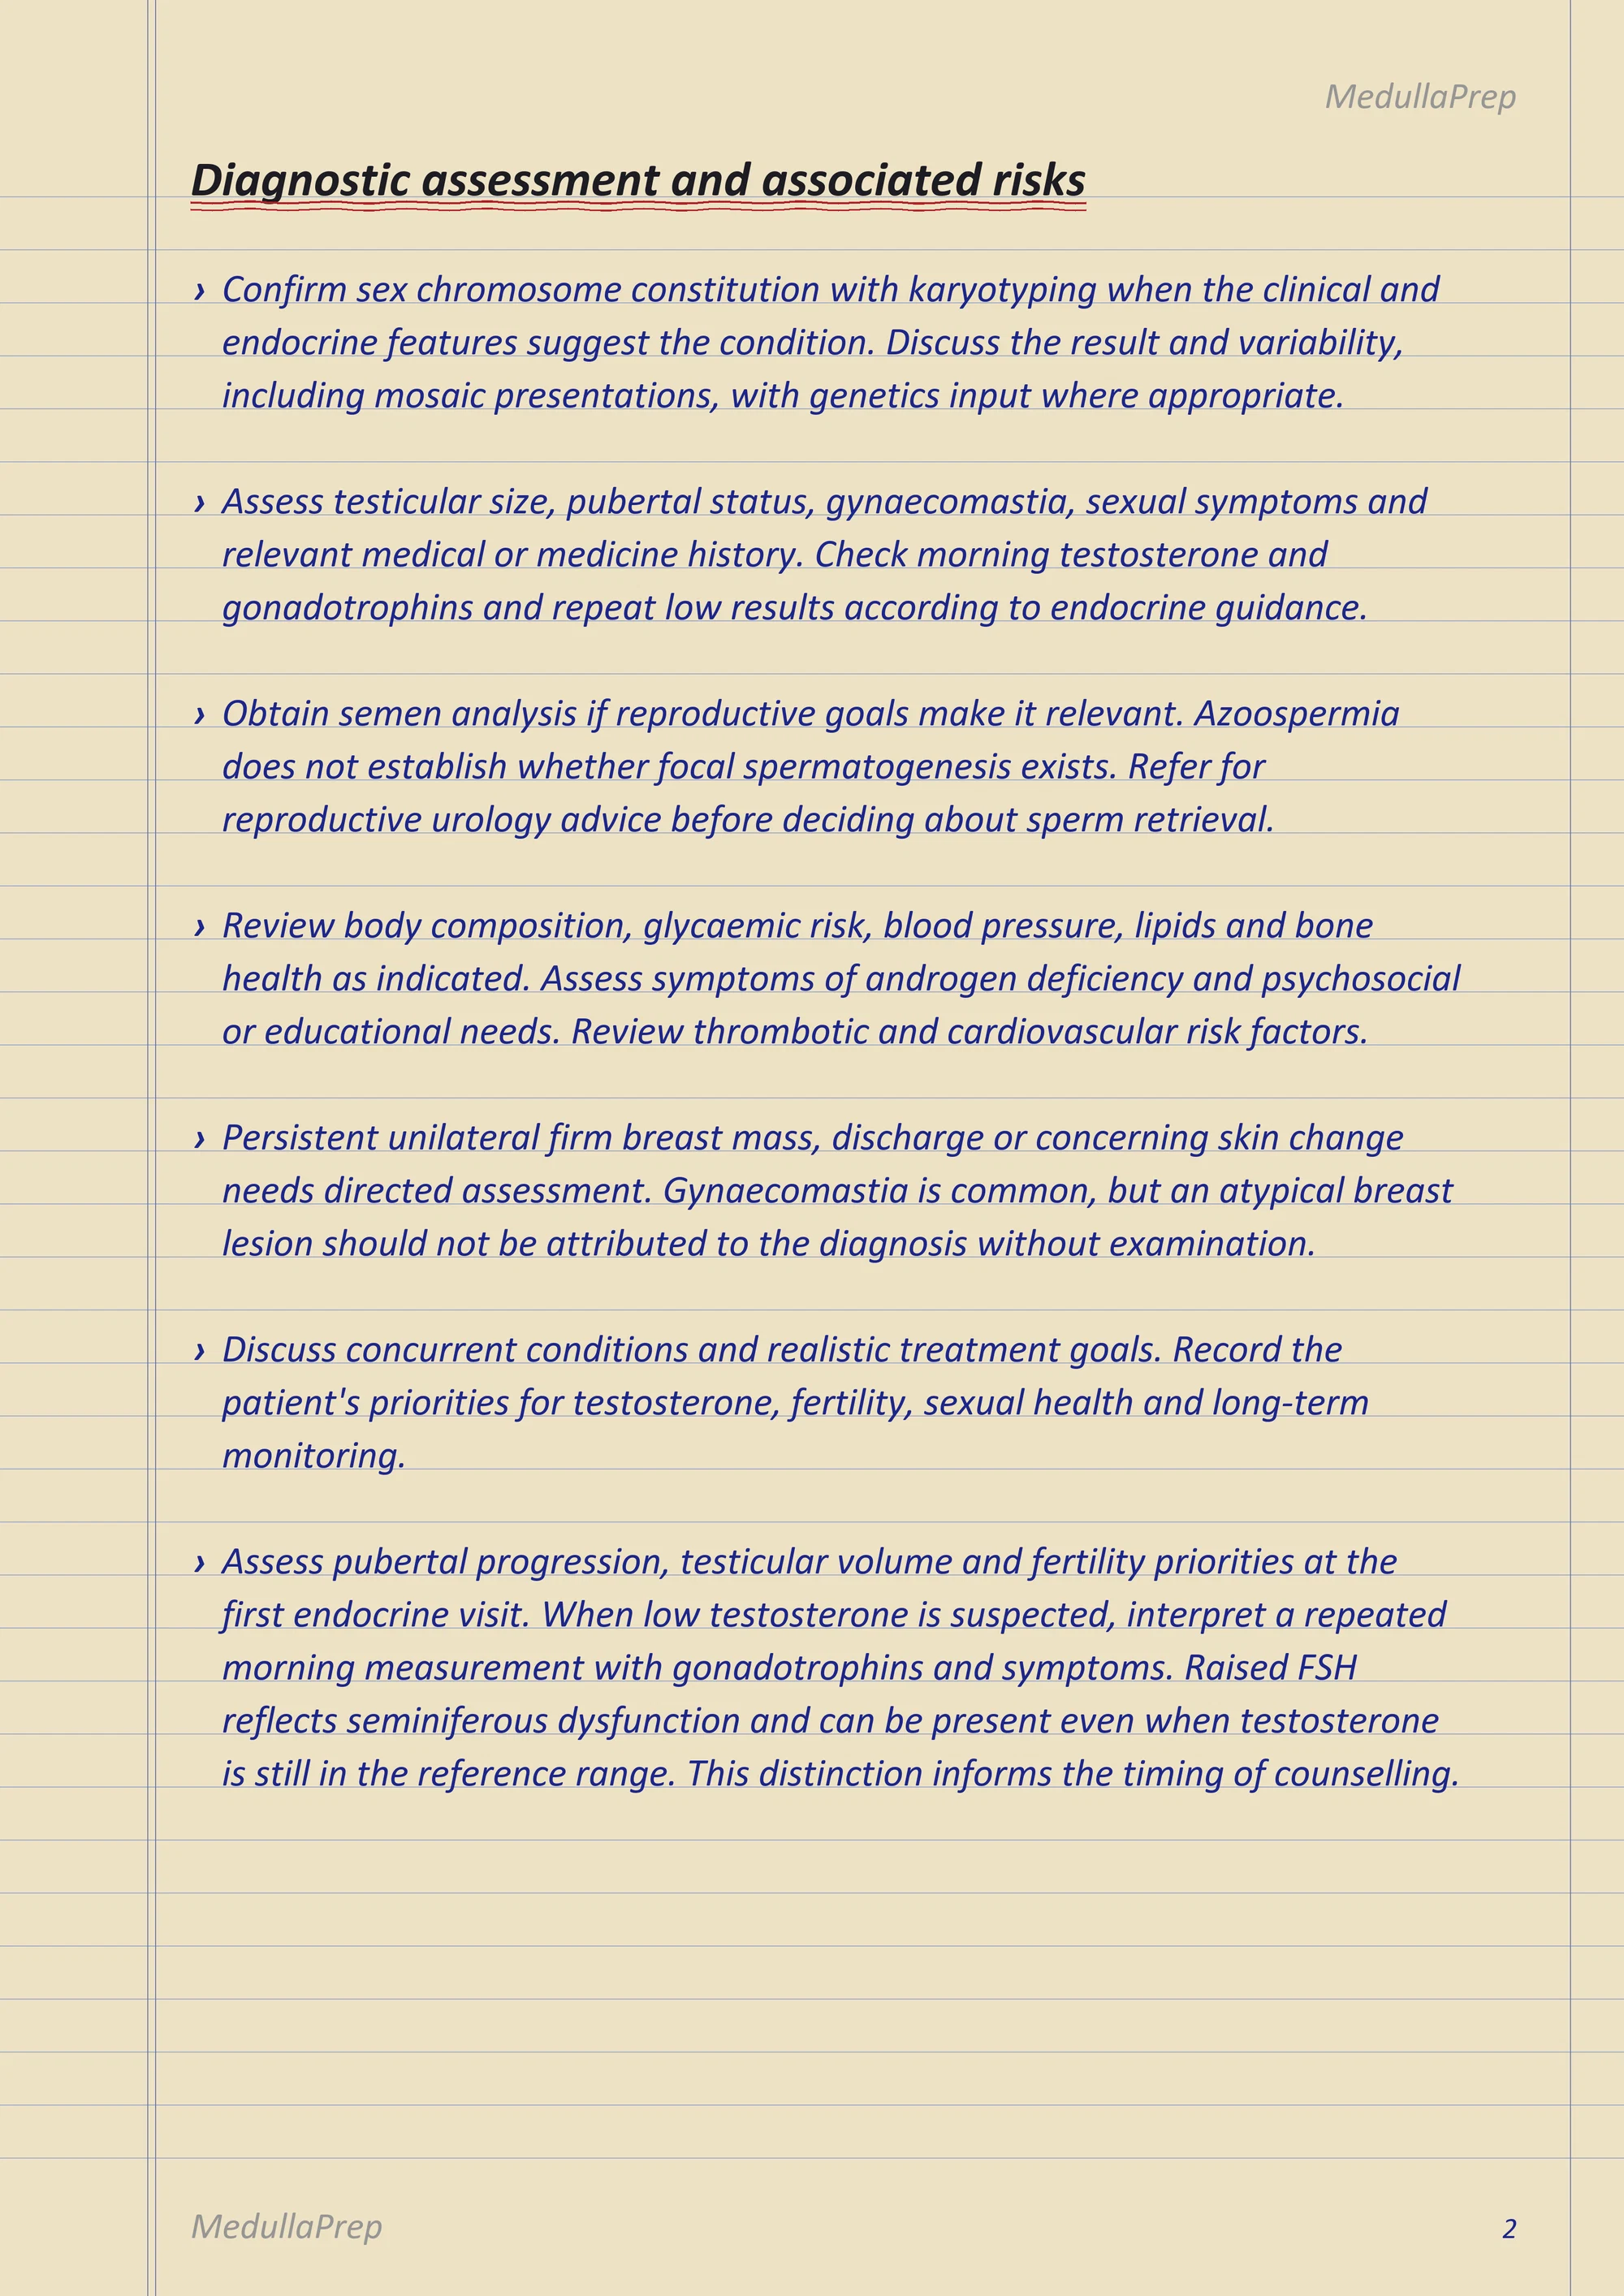 MedullaPrep
Diagnostic assessment and associated risks
› Confirm sex chromosome constitution with karyotyping when the clinical and
endocrine features suggest the condition. Discuss the result and variability,
including mosaic presentations, with genetics input where appropriate.
› Assess testicular size, pubertal status, gynaecomastia, sexual symptoms and
relevant medical or medicine history. Check morning testosterone and
gonadotrophins and repeat low results according to endocrine guidance.
› Obtain semen analysis if reproductive goals make it relevant. Azoospermia
does not establish whether focal spermatogenesis exists. Refer for
reproductive urology advice before deciding about sperm retrieval.
› Review body composition, glycaemic risk, blood pressure, lipids and bone
health as indicated. Assess symptoms of androgen deficiency and psychosocial
or educational needs. Review thrombotic and cardiovascular risk factors.
› Persistent unilateral firm breast mass, discharge or concerning skin change
needs directed assessment. Gynaecomastia is common, but an atypical breast
lesion should not be attributed to the diagnosis without examination.
› Discuss concurrent conditions and realistic treatment goals. Record the
patient's priorities for testosterone, fertility, sexual health and long-term
monitoring.
› Assess pubertal progression, testicular volume and fertility priorities at the
first endocrine visit. When low testosterone is suspected, interpret a repeated
morning measurement with gonadotrophins and symptoms. Raised FSH
reflects seminiferous dysfunction and can be present even when testosterone
is still in the reference range. This distinction informs the timing of counselling.
MedullaPrep
2